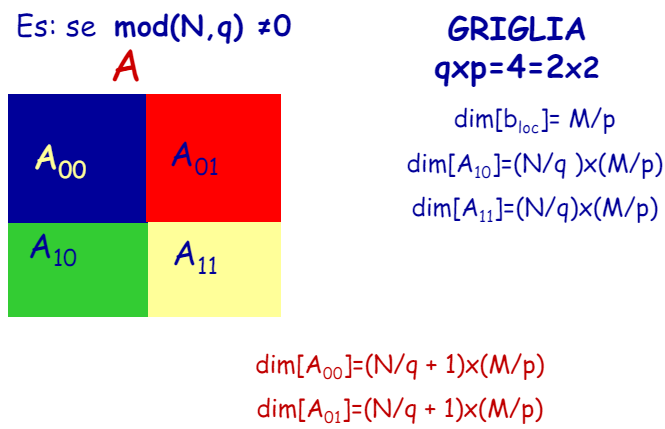 Es: se mod(N,q) ≠0
A
A₀₀
A₀₁
A₁₀
A₁₁
GRIGLIA
qxp=4=2x2
dim[b_loc]= M/p
dim[A₁₀]=(N/q )x(M/p)
dim[A₁₁]=(N/q)x(M/p)
dim[A₀₀]=(N/q + 1)x(M/p)
dim[A₀₁]=(N/q + 1)x(M/p)